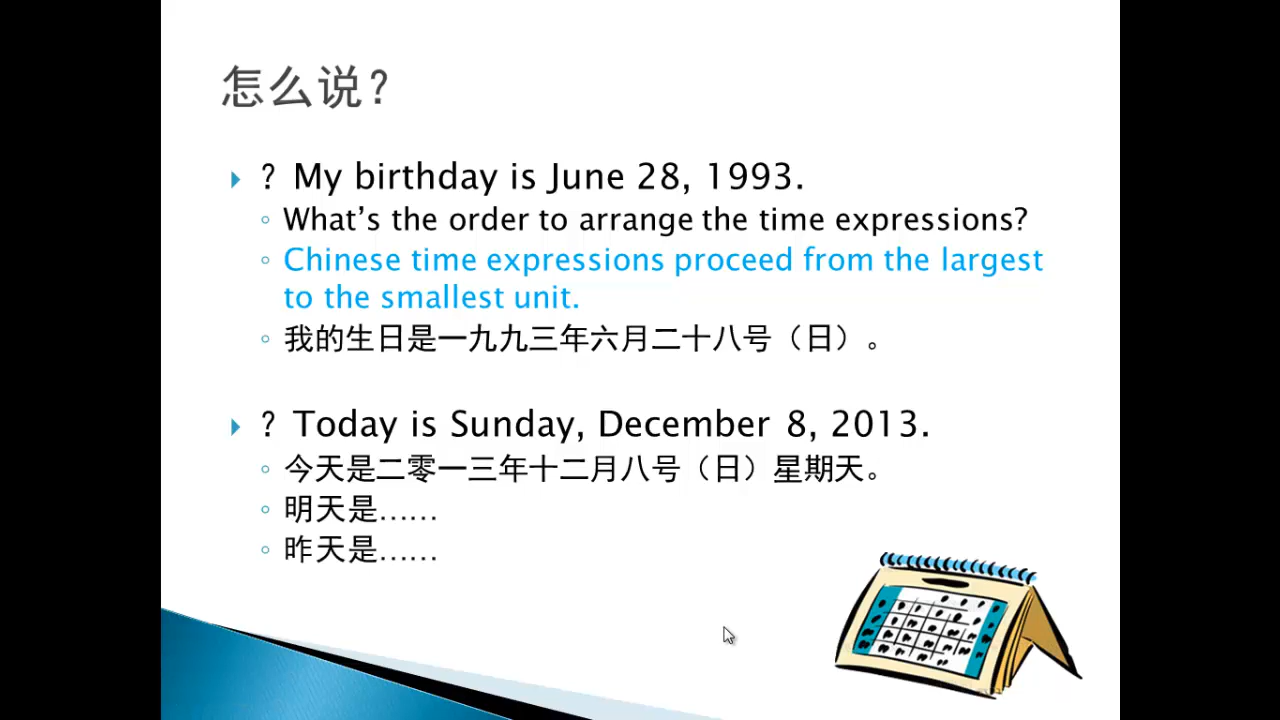 怎么说？
？My birthday is June 28, 1993.
What's the order to arrange the time expressions?
Chinese time expressions proceed from the largest
to the smallest unit.
我的生日是一九九三年六月二十八号（日）。
？Today is Sunday, December 8, 2013.
今天是二零一三年十二月八号（日）星期天。
明天是……
昨天是……